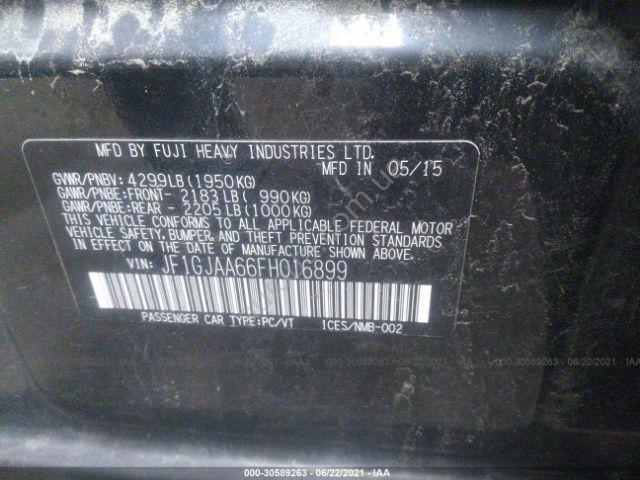 MFD BY FUJI HEAVY INDUSTRIES LTD.
MFD IN 05/15
GVWR/PNBV: 4299LB(1950KG)
GAWR/PNBE:FRONT- 2183LB( 990KG)
GAWR/PNBE:REAR - 2205LB(1000KG)
THIS VEHICLE CONFORMS TO ALL APPLICABLE FEDERAL MOTOR
VEHICLE SAFETY, BUMPER AND THEFT PREVENTION STANDARDS
IN EFFECT ON THE DATE OF MANUFACTURE SHOWN ABOVE.
VIN: JF1GJAA66FH016899
PASSENGER CAR TYPE:PC/VT ICES/NMB-002
000-30589263 - 06/22/2021 - IAA